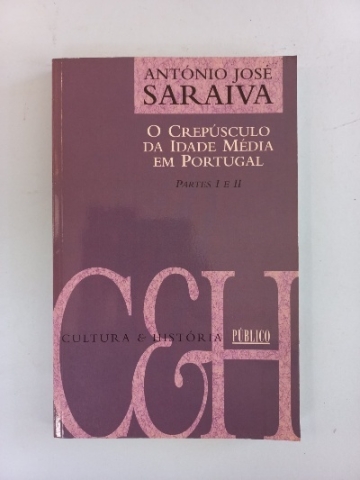 ANTÓNIO JOSÉ
SARAIVA
O CREPÚSCULO
DA IDADE MÉDIA
EM PORTUGAL
PARTES I E II
C&H
CULTURA & HISTÓRIA PÚBLICO